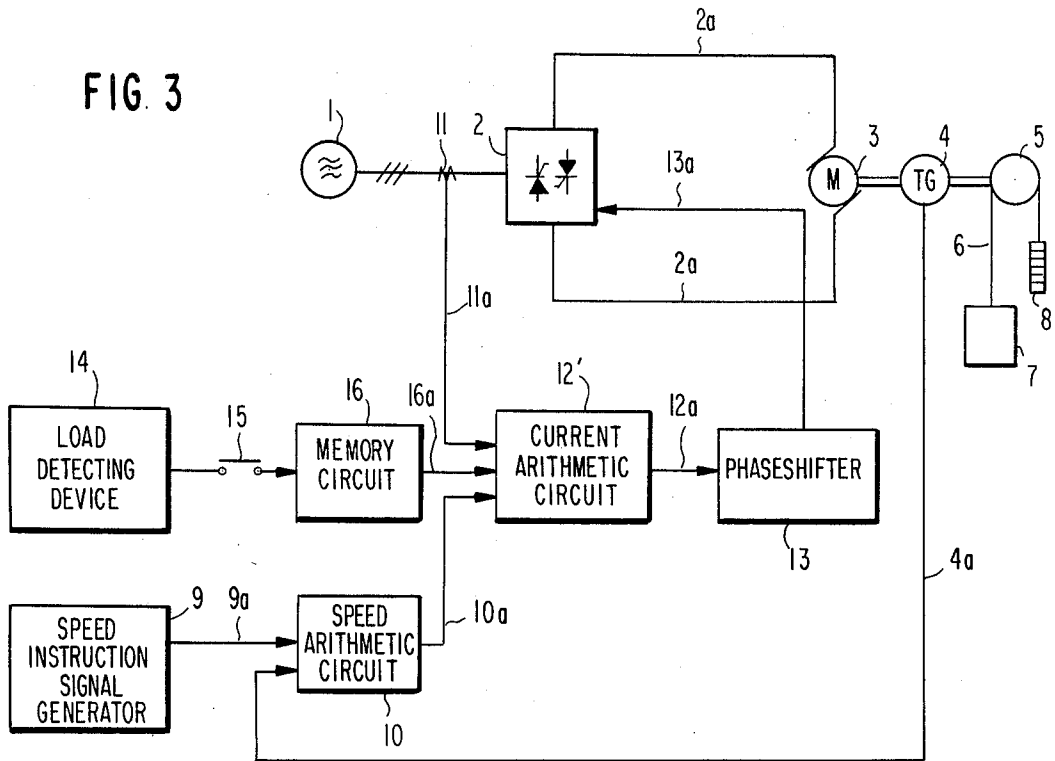 FIG. 3
1
11
2
2a
13a
2a
M
3
TG
4
5
6
7
8
11a
14
LOAD
DETECTING
DEVICE
15
16
MEMORY
CIRCUIT
16a
12'
CURRENT
ARITHMETIC
CIRCUIT
12a
PHASESHIFTER
13
4a
9
SPEED
INSTRUCTION
SIGNAL
GENERATOR
9a
SPEED
ARITHMETIC
CIRCUIT
10
10a